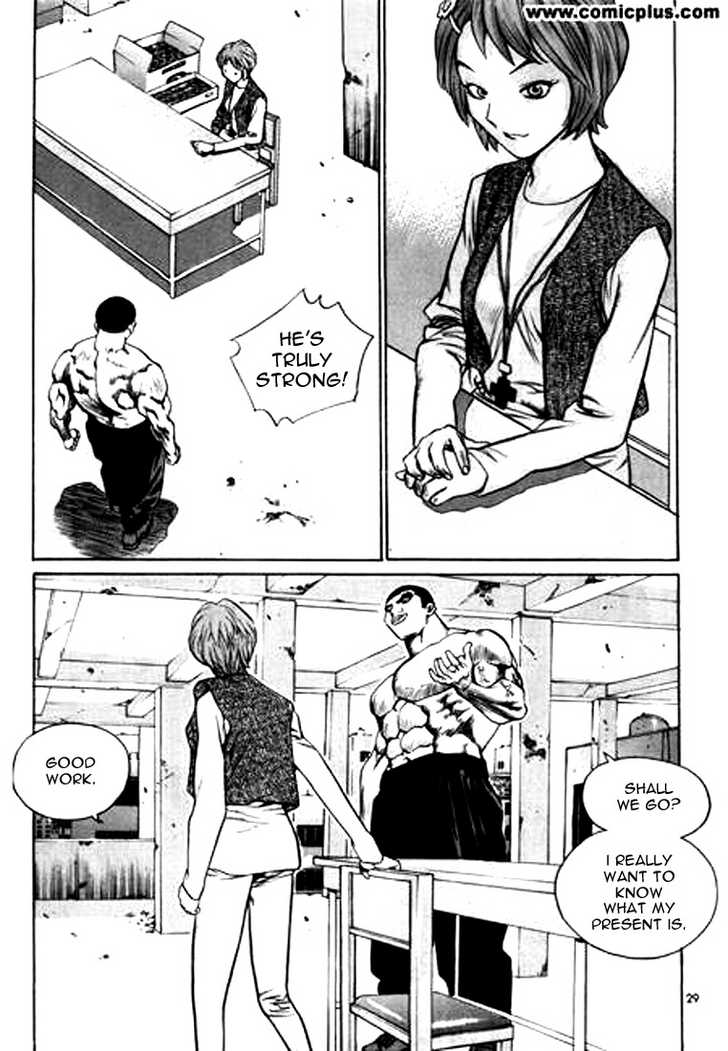 www.comicplus.com
HE'S
TRULY
STRONG!
GOOD
WORK.
SHALL
WE GO?
I REALLY
WANT TO
KNOW
WHAT MY
PRESENT IS.
29